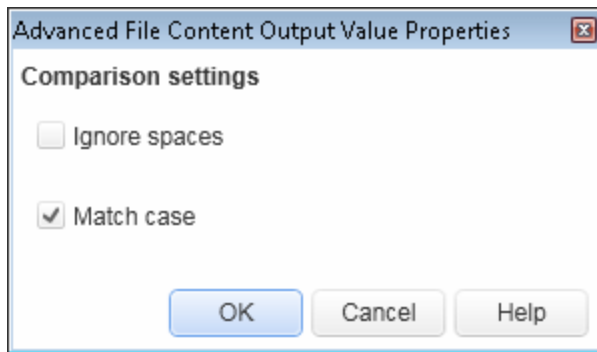 Advanced File Content Output Value Properties
Comparison settings
Ignore spaces
Match case
OK Cancel Help